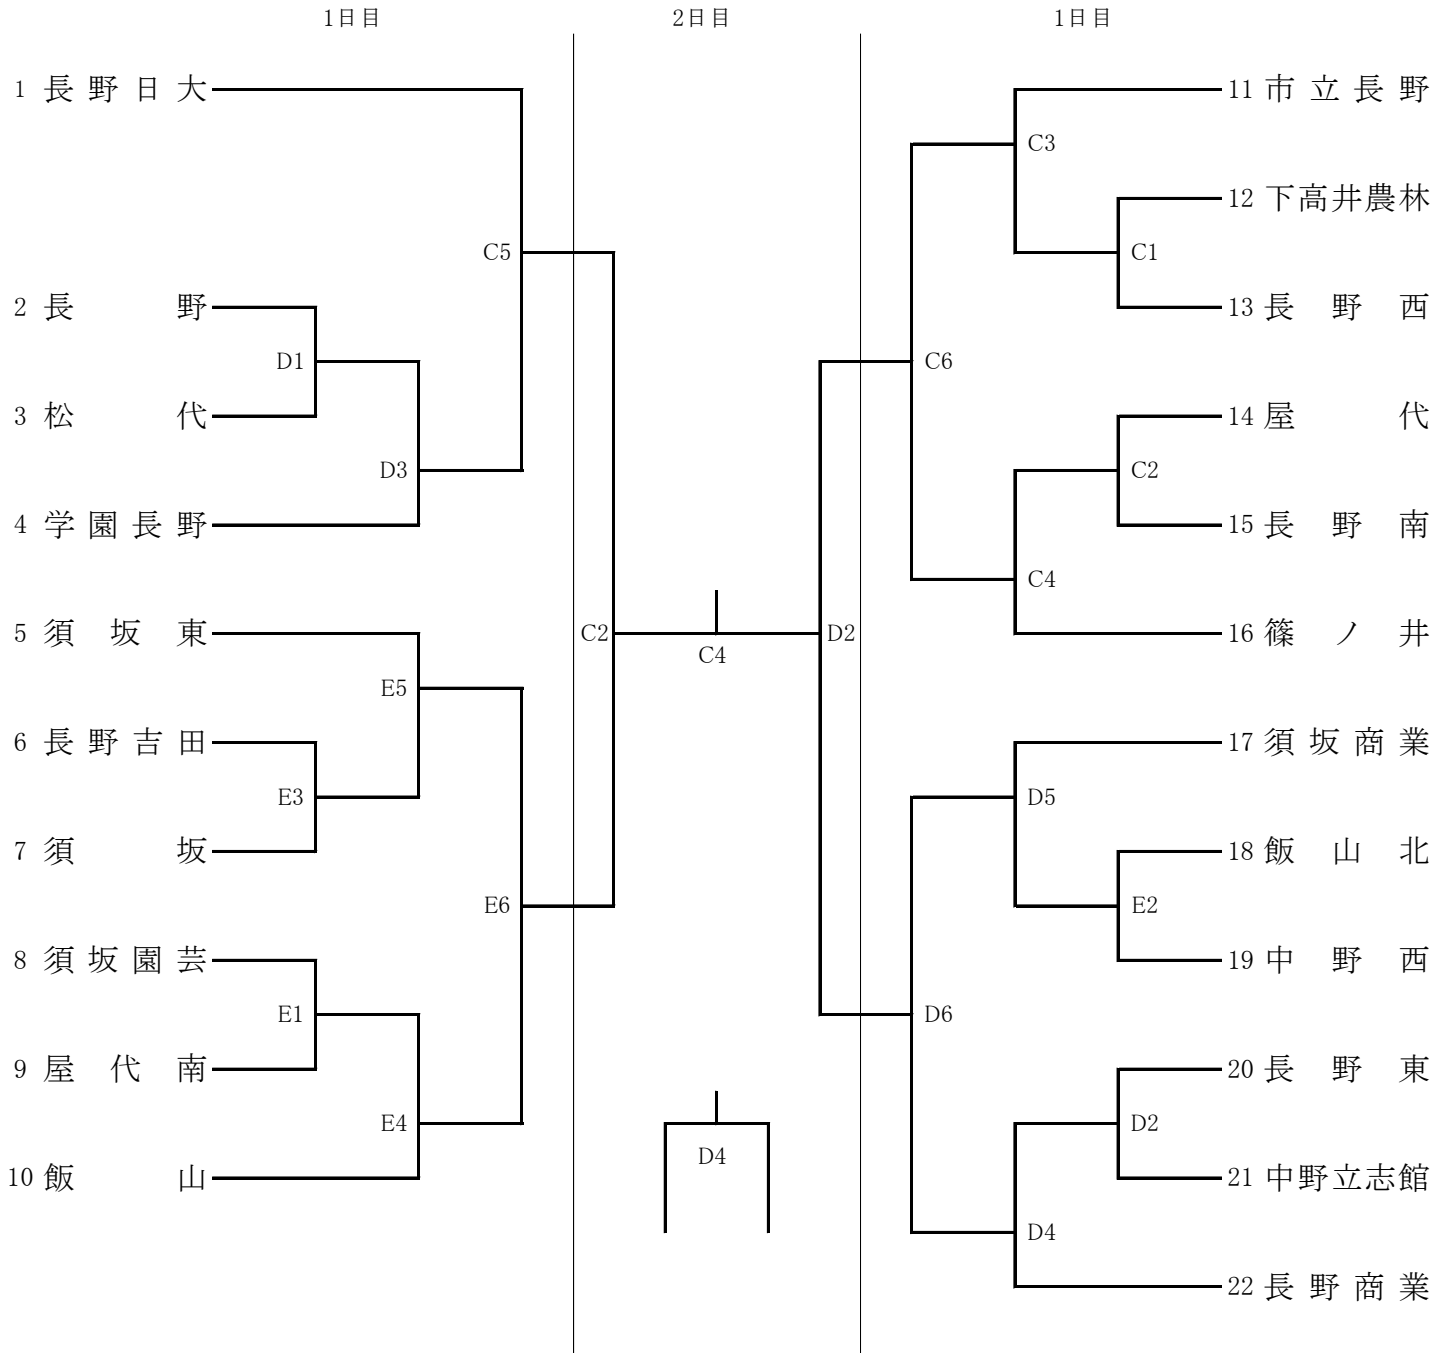 1日目 2日目 1日目
1 長野日大
2 長野
3 松代
4 学園長野
5 須坂東
6 長野吉田
7 須坂
8 須坂園芸
9 屋代南
10 飯山
D1
D3
C5
E5
E3
E6
E1
E4
C2
C4
D2
D4
C3
C1
C6
C2
C4
D5
E2
D6
D2
D4
11 市立長野
12 下高井農林
13 長野西
14 屋代
15 長野南
16 篠ノ井
17 須坂商業
18 飯山北
19 中野西
20 長野東
21 中野立志館
22 長野商業